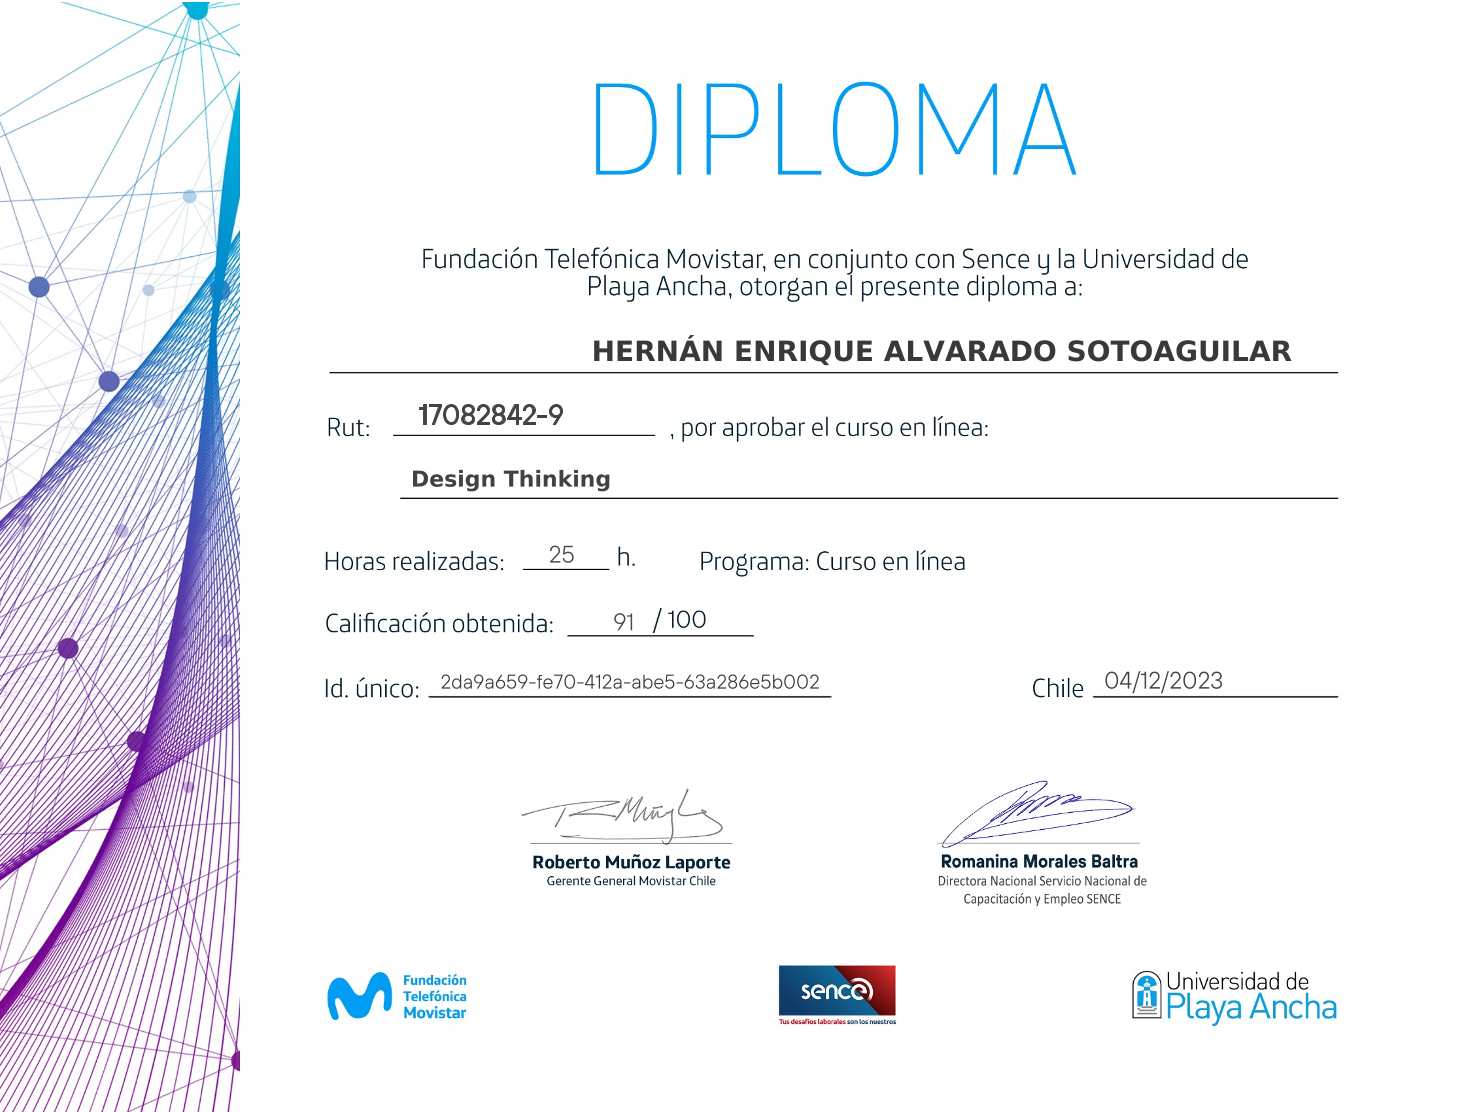 DIPLOMA
Fundación Telefónica Movistar, en conjunto con Sence y la Universidad de
Playa Ancha, otorgan el presente diploma a:
HERNÁN ENRIQUE ALVARADO SOTOAGUILAR
Rut: 17082842-9 , por aprobar el curso en línea:
Design Thinking
Horas realizadas: 25 h. Programa: Curso en línea
Calificación obtenida: 91 / 100
Id. único: 2da9a659-fe70-412a-abe5-63a286e5b002 Chile 04/12/2023
Roberto Muñoz Laporte
Gerente General Movistar Chile
Romanina Morales Baltra
Directora Nacional Servicio Nacional de
Capacitación y Empleo SENCE
Fundación
Telefónica
Movistar
sence
Tus desafíos laborales son los nuestros
Universidad de
Playa Ancha